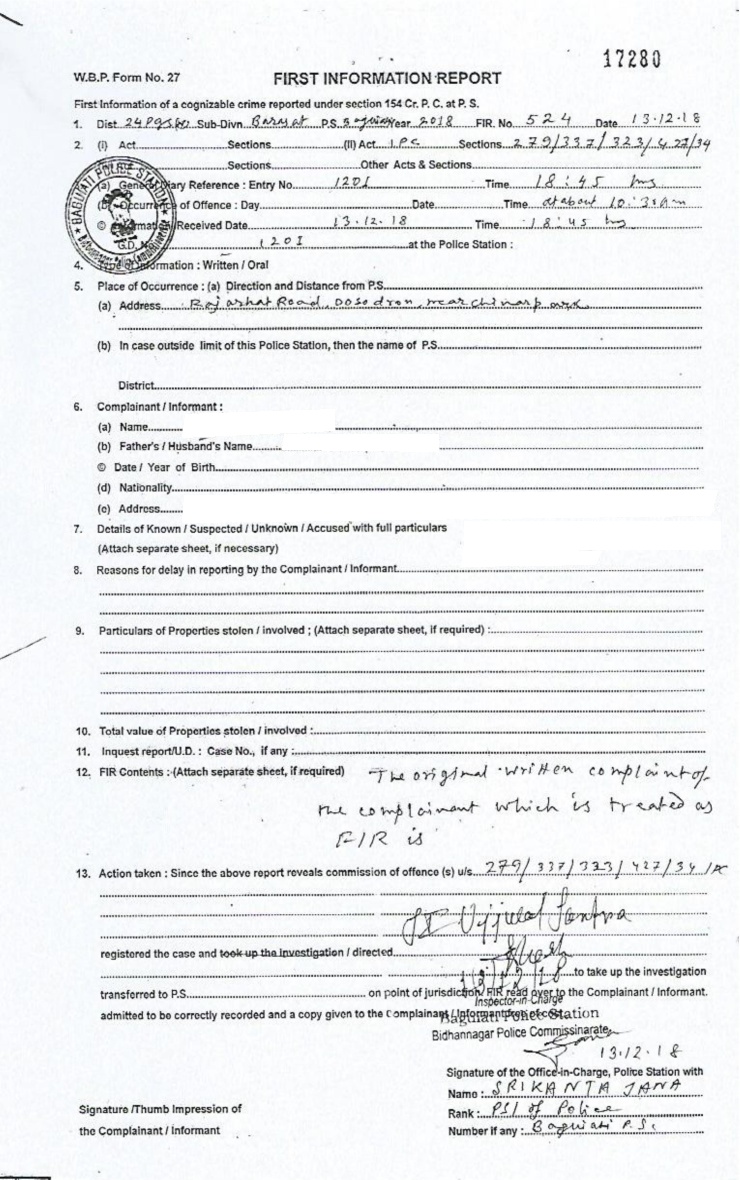 17280
W.B.P. Form No. 27
FIRST INFORMATION REPORT
First Information of a cognizable crime reported under section 154 Cr. P. C. at P. S.
1. Dist 24 Pgs Sub-Divn. Barasat P.S. Year 2018 FIR. No. 524 Date 13.12.18
2. (i) Act Sections (II) Act I.P.C Sections 279/337/323/427/34
Sections Other Acts & Sections
(a) General Diary Reference : Entry No. 1201 Time 18:45 hrs
(b) Occurrence of Offence : Day Date Time at about 10:30 am
© Information Received Date 13.12.18 Time 18:45 hrs
G.D. No. 1201 at the Police Station :
BAGUIATI POLICE STATION
4. Information : Written / Oral
5. Place of Occurrence : (a) Direction and Distance from P.S.
(a) Address Rajarhat Road, near chinarpark
(b) In case outside limit of this Police Station, then the name of P.S.
District
6. Complainant / Informant :
(a) Name
(b) Father's / Husband's Name
© Date / Year of Birth
(d) Nationality
(e) Address
7. Details of Known / Suspected / Unknown / Accused with full particulars
(Attach separate sheet, if necessary)
8. Reasons for delay in reporting by the Complainant / Informant
9. Particulars of Properties stolen / involved ; (Attach separate sheet, if required) :
10. Total value of Properties stolen / involved :
11. Inquest report/U.D. : Case No., if any :
12. FIR Contents : (Attach separate sheet, if required) The original written complaint of
the complainant which is treated as
FIR is
13. Action taken : Since the above report reveals commission of offence (s) u/s. 279/337/323/427/34 IPC
SI Ujjwal Santra
registered the case and took up the Investigation / directed
13/12/18 to take up the investigation
transferred to P.S. on point of jurisdiction. FIR read over to the Complainant / Informant.
Inspector-in-Charge
admitted to be correctly recorded and a copy given to the Complainant / Informant free of cost.
Baguiati Police Station
Bidhannagar Police Commissinarate
13.12.18
Signature of the Office-in-Charge, Police Station with
Name : SRIKANTA JANA
Signature /Thumb Impression of
Rank : PSI of Police
the Complainant / Informant
Number if any : Baguiati P.S.